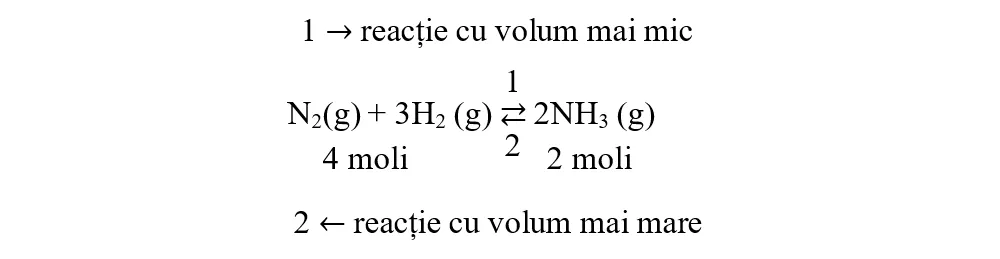 1 → reacție cu volum mai mic
1
N₂(g) + 3H₂ (g) ⇄ 2NH₃ (g)
2
4 moli 2 moli
2 ← reacție cu volum mai mare